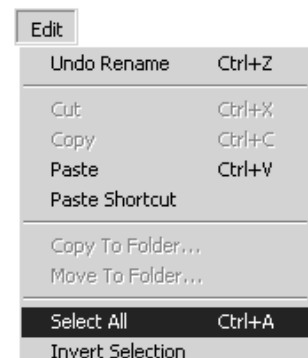 Edit
Undo Rename Ctrl+Z
Cut Ctrl+X
Copy Ctrl+C
Paste Ctrl+V
Paste Shortcut
Copy To Folder...
Move To Folder...
Select All Ctrl+A
Invert Selection